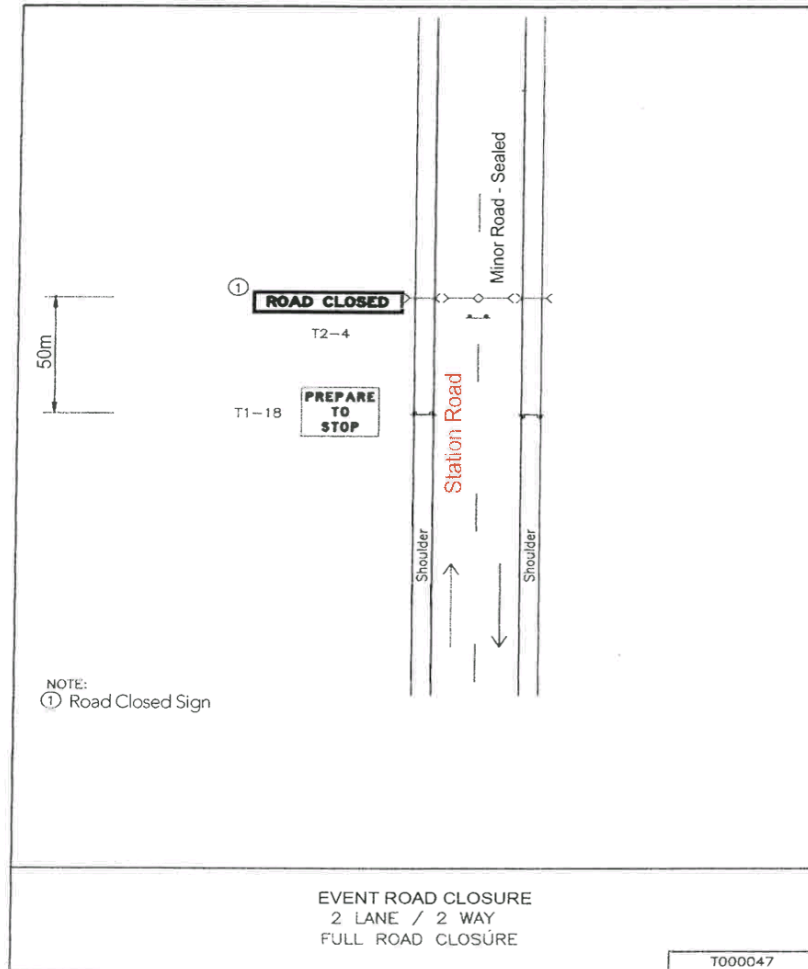 Minor Road - Sealed
① ROAD CLOSED
T2-4
50m
T1-18
PREPARE
TO
STOP
Station Road
Shoulder
Shoulder
NOTE:
① Road Closed Sign
EVENT ROAD CLOSURE
2 LANE / 2 WAY
FULL ROAD CLOSURE
T000047